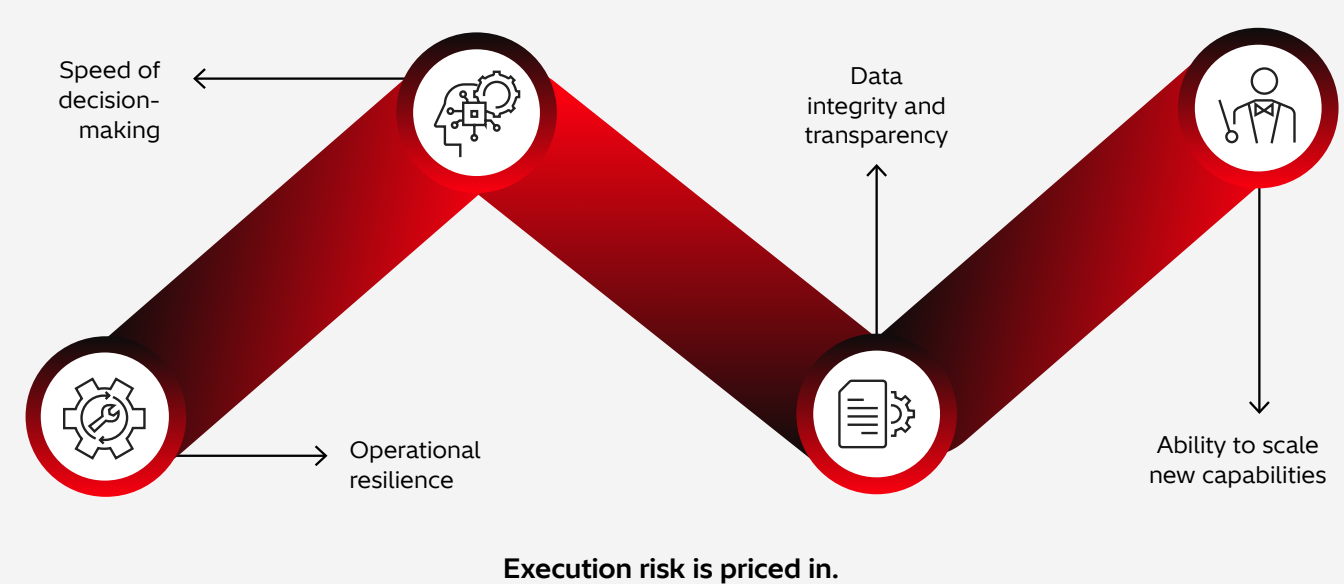 Speed of
decision-
making
Data
integrity and
transparency
Operational
resilience
Ability to scale
new capabilities
Execution risk is priced in.